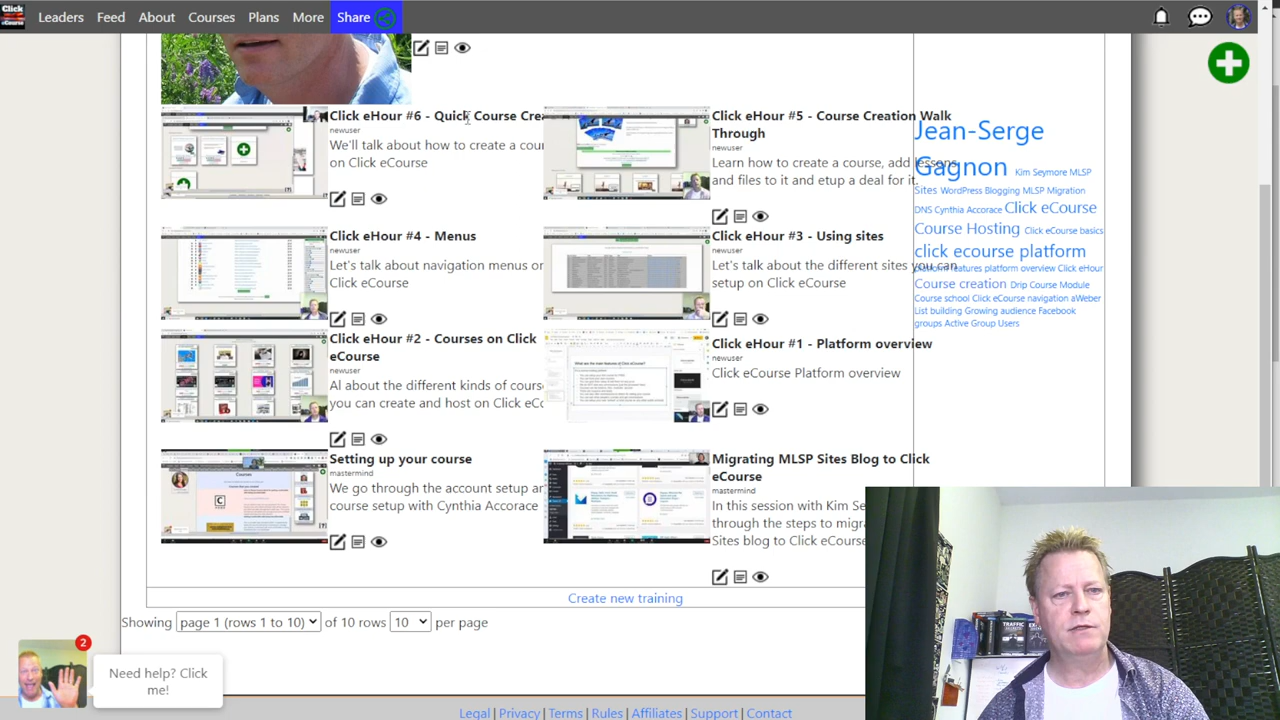 Click
eCourse
Leaders Feed About Courses Plans More Share
Click eHour #6 - Quick Course Crea
newuser
We'll talk about how to create a cour
on Click eCourse
Click eHour #5 - Course Creation Walk
Through
newuser
Learn how to create a course, add lessons
and files to it and etup a deal for it.
Click eHour #4 - Menus
newuser
Let's talk about navigation menus on
Click eCourse
Click eHour #3 - Using sites
newuser
Let's talk about the different sites you can
setup on Click eCourse
Click eHour #2 - Courses on Click
eCourse
newuser
about the different kinds of course
you can create and host on Click eC
Click eHour #1 - Platform overview
newuser
Click eCourse Platform overview
Setting up your course
mastermind
We go through the account setup an
course setup with Cynthia Accorace
Migrating MLSP Sites Blog to Click
eCourse
mastermind
In this session with Kim Se
through the steps to migra
Sites blog to Click eCourse
Jean-Serge
Gagnon Kim Seymore MLSP
Sites WordPress Blogging MLSP Migration
DNS Cynthia Accorace Click eCourse
Course Hosting Click eCourse basics
click ecourse platform
features platform overview Click eHour
Course creation Drip Course Module
Course school Click eCourse navigation aWeber
List building Growing audience Facebook
groups Active Group Users
Create new training
Showing page 1 (rows 1 to 10) of 10 rows 10 per page
2
Need help? Click
me!
TRAFFIC
Legal | Privacy | Terms | Rules | Affiliates | Support | Contact